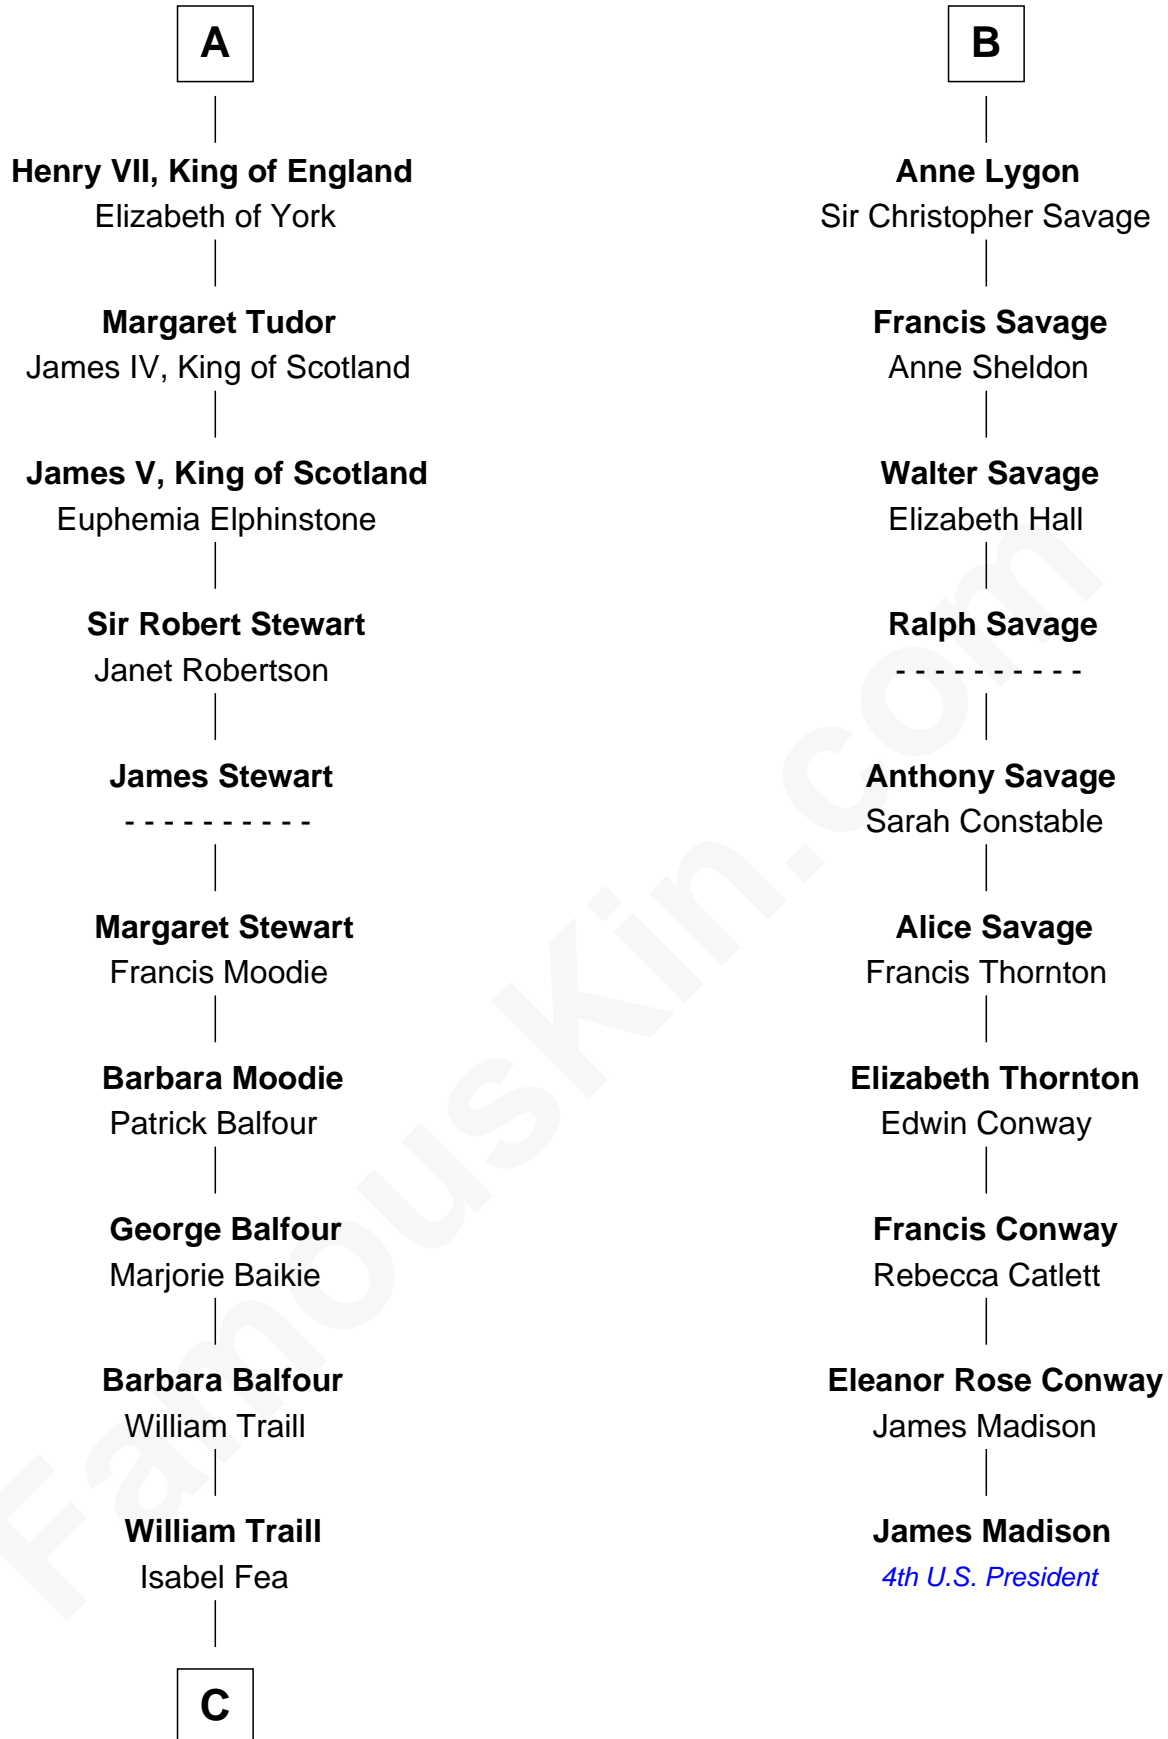 A
Henry VII, King of England
Elizabeth of York
Margaret Tudor
James IV, King of Scotland
James V, King of Scotland
Euphemia Elphinstone
Sir Robert Stewart
Janet Robertson
James Stewart
- - - - - - - - - -
Margaret Stewart
Francis Moodie
Barbara Moodie
Patrick Balfour
George Balfour
Marjorie Baikie
Barbara Balfour
William Traill
William Traill
Isabel Fea
C
B
Anne Lygon
Sir Christopher Savage
Francis Savage
Anne Sheldon
Walter Savage
Elizabeth Hall
Ralph Savage
- - - - - - - - - -
Anthony Savage
Sarah Constable
Alice Savage
Francis Thornton
Elizabeth Thornton
Edwin Conway
Francis Conway
Rebecca Catlett
Eleanor Rose Conway
James Madison
James Madison
4th U.S. President
FamousKin.com